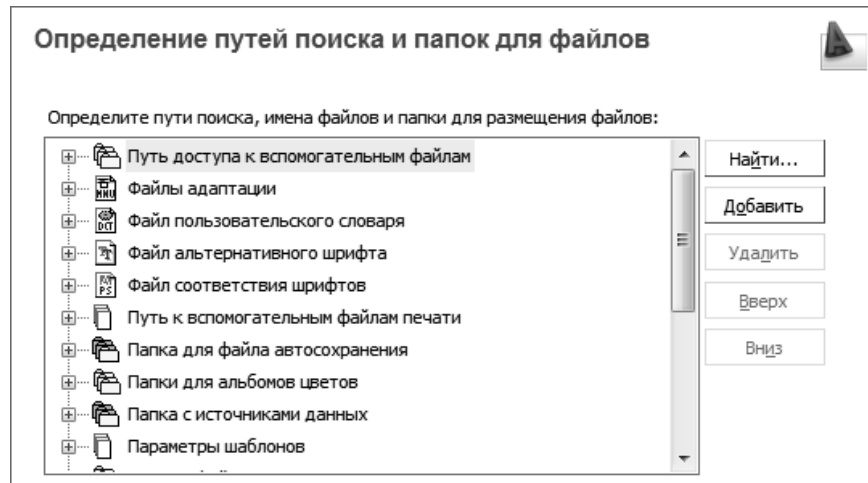 Определение путей поиска и папок для файлов
Определите пути поиска, имена файлов и папки для размещения файлов:
Путь доступа к вспомогательным файлам
Файлы адаптации
Файл пользовательского словаря
Файл альтернативного шрифта
Файл соответствия шрифтов
Путь к вспомогательным файлам печати
Папка для файла автосохранения
Папки для альбомов цветов
Папка с источниками данных
Параметры шаблонов
Найти...
Добавить
Удалить
Вверх
Вниз